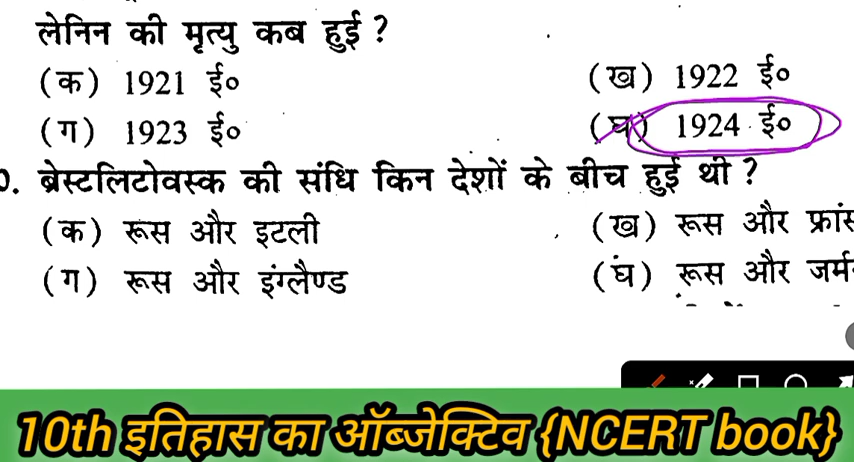 लेनिन की मृत्यु कब हुई ?
(क) 1921 ई० (ख) 1922 ई०
(ग) 1923 ई० (घ) 1924 ई०
ब्रेस्टलिटोवस्क की संधि किन देशों के बीच हुई थी ?
(क) रूस और इटली (ख) रूस और फ्रांस
(ग) रूस और इंग्लैण्ड (घ) रूस और जर्म
10th इतिहास का ऑब्जेक्टिव {NCERT book}